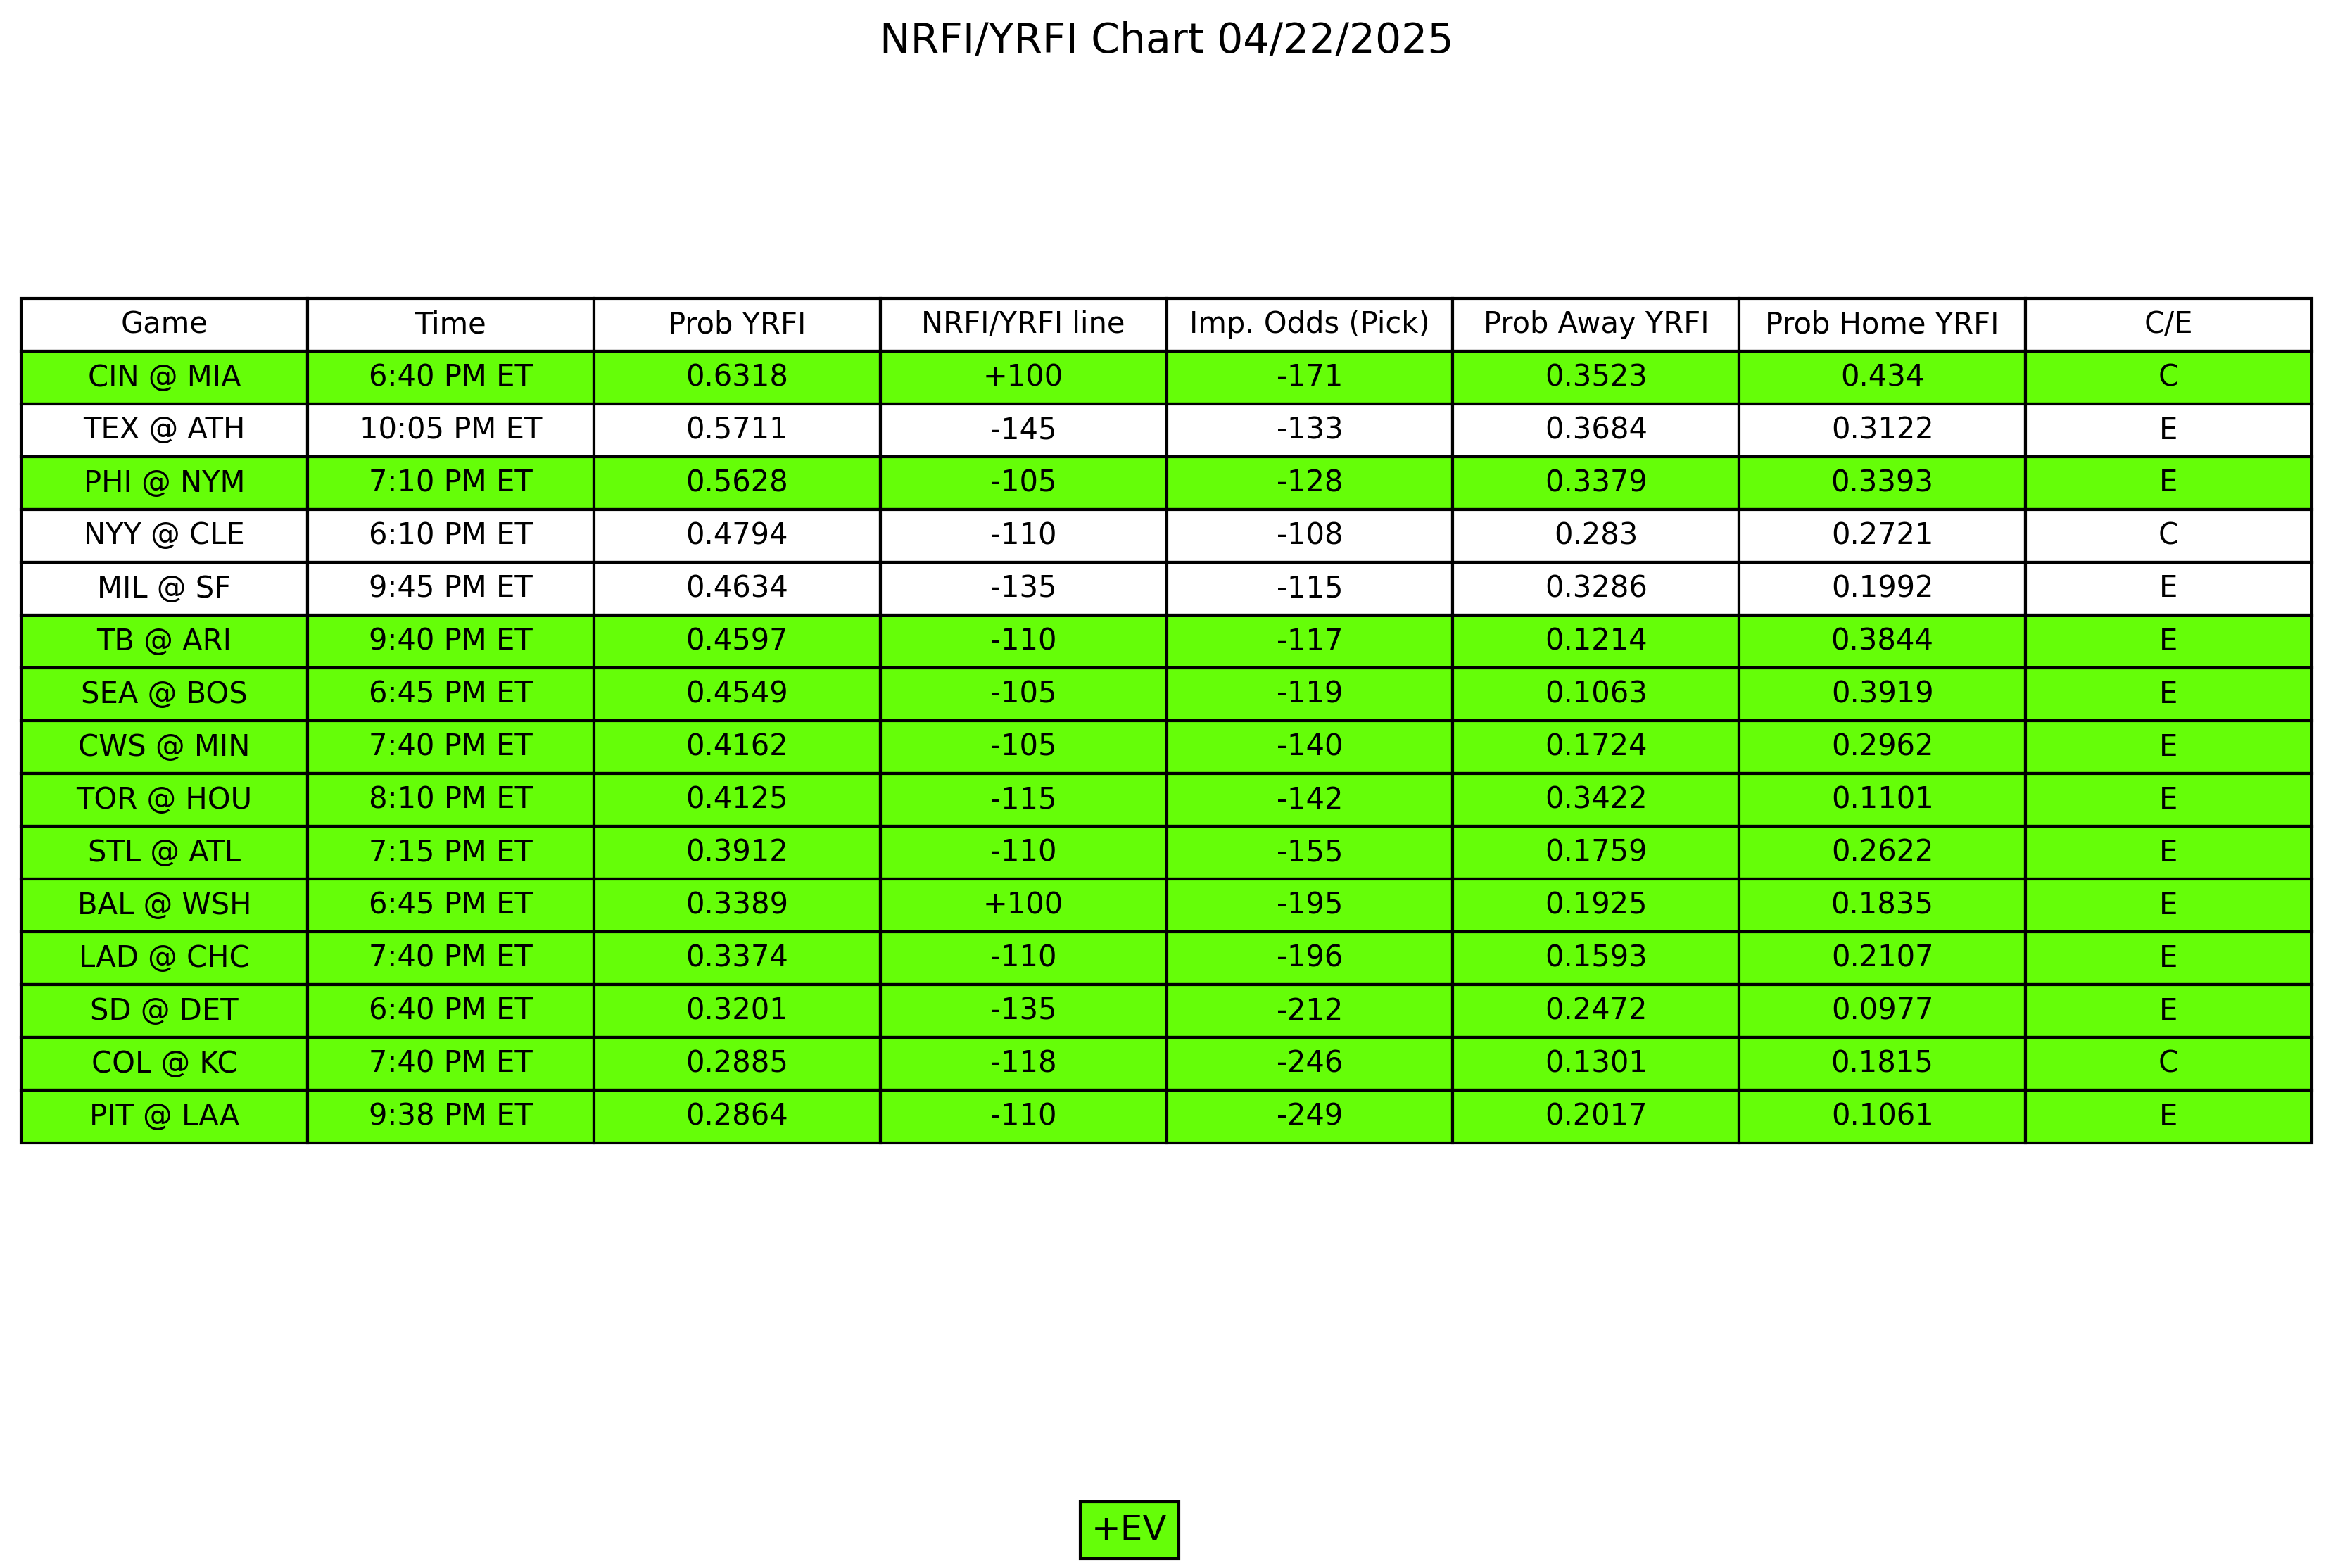 NRFI/YRFI Chart 04/22/2025
Game Time Prob YRFI NRFI/YRFI line Imp. Odds (Pick) Prob Away YRFI Prob Home YRFI C/E
CIN @ MIA 6:40 PM ET 0.6318 +100 -171 0.3523 0.434 C
TEX @ ATH 10:05 PM ET 0.5711 -145 -133 0.3684 0.3122 E
PHI @ NYM 7:10 PM ET 0.5628 -105 -128 0.3379 0.3393 E
NYY @ CLE 6:10 PM ET 0.4794 -110 -108 0.283 0.2721 C
MIL @ SF 9:45 PM ET 0.4634 -135 -115 0.3286 0.1992 E
TB @ ARI 9:40 PM ET 0.4597 -110 -117 0.1214 0.3844 E
SEA @ BOS 6:45 PM ET 0.4549 -105 -119 0.1063 0.3919 E
CWS @ MIN 7:40 PM ET 0.4162 -105 -140 0.1724 0.2962 E
TOR @ HOU 8:10 PM ET 0.4125 -115 -142 0.3422 0.1101 E
STL @ ATL 7:15 PM ET 0.3912 -110 -155 0.1759 0.2622 E
BAL @ WSH 6:45 PM ET 0.3389 +100 -195 0.1925 0.1835 E
LAD @ CHC 7:40 PM ET 0.3374 -110 -196 0.1593 0.2107 E
SD @ DET 6:40 PM ET 0.3201 -135 -212 0.2472 0.0977 E
COL @ KC 7:40 PM ET 0.2885 -118 -246 0.1301 0.1815 C
PIT @ LAA 9:38 PM ET 0.2864 -110 -249 0.2017 0.1061 E
+EV